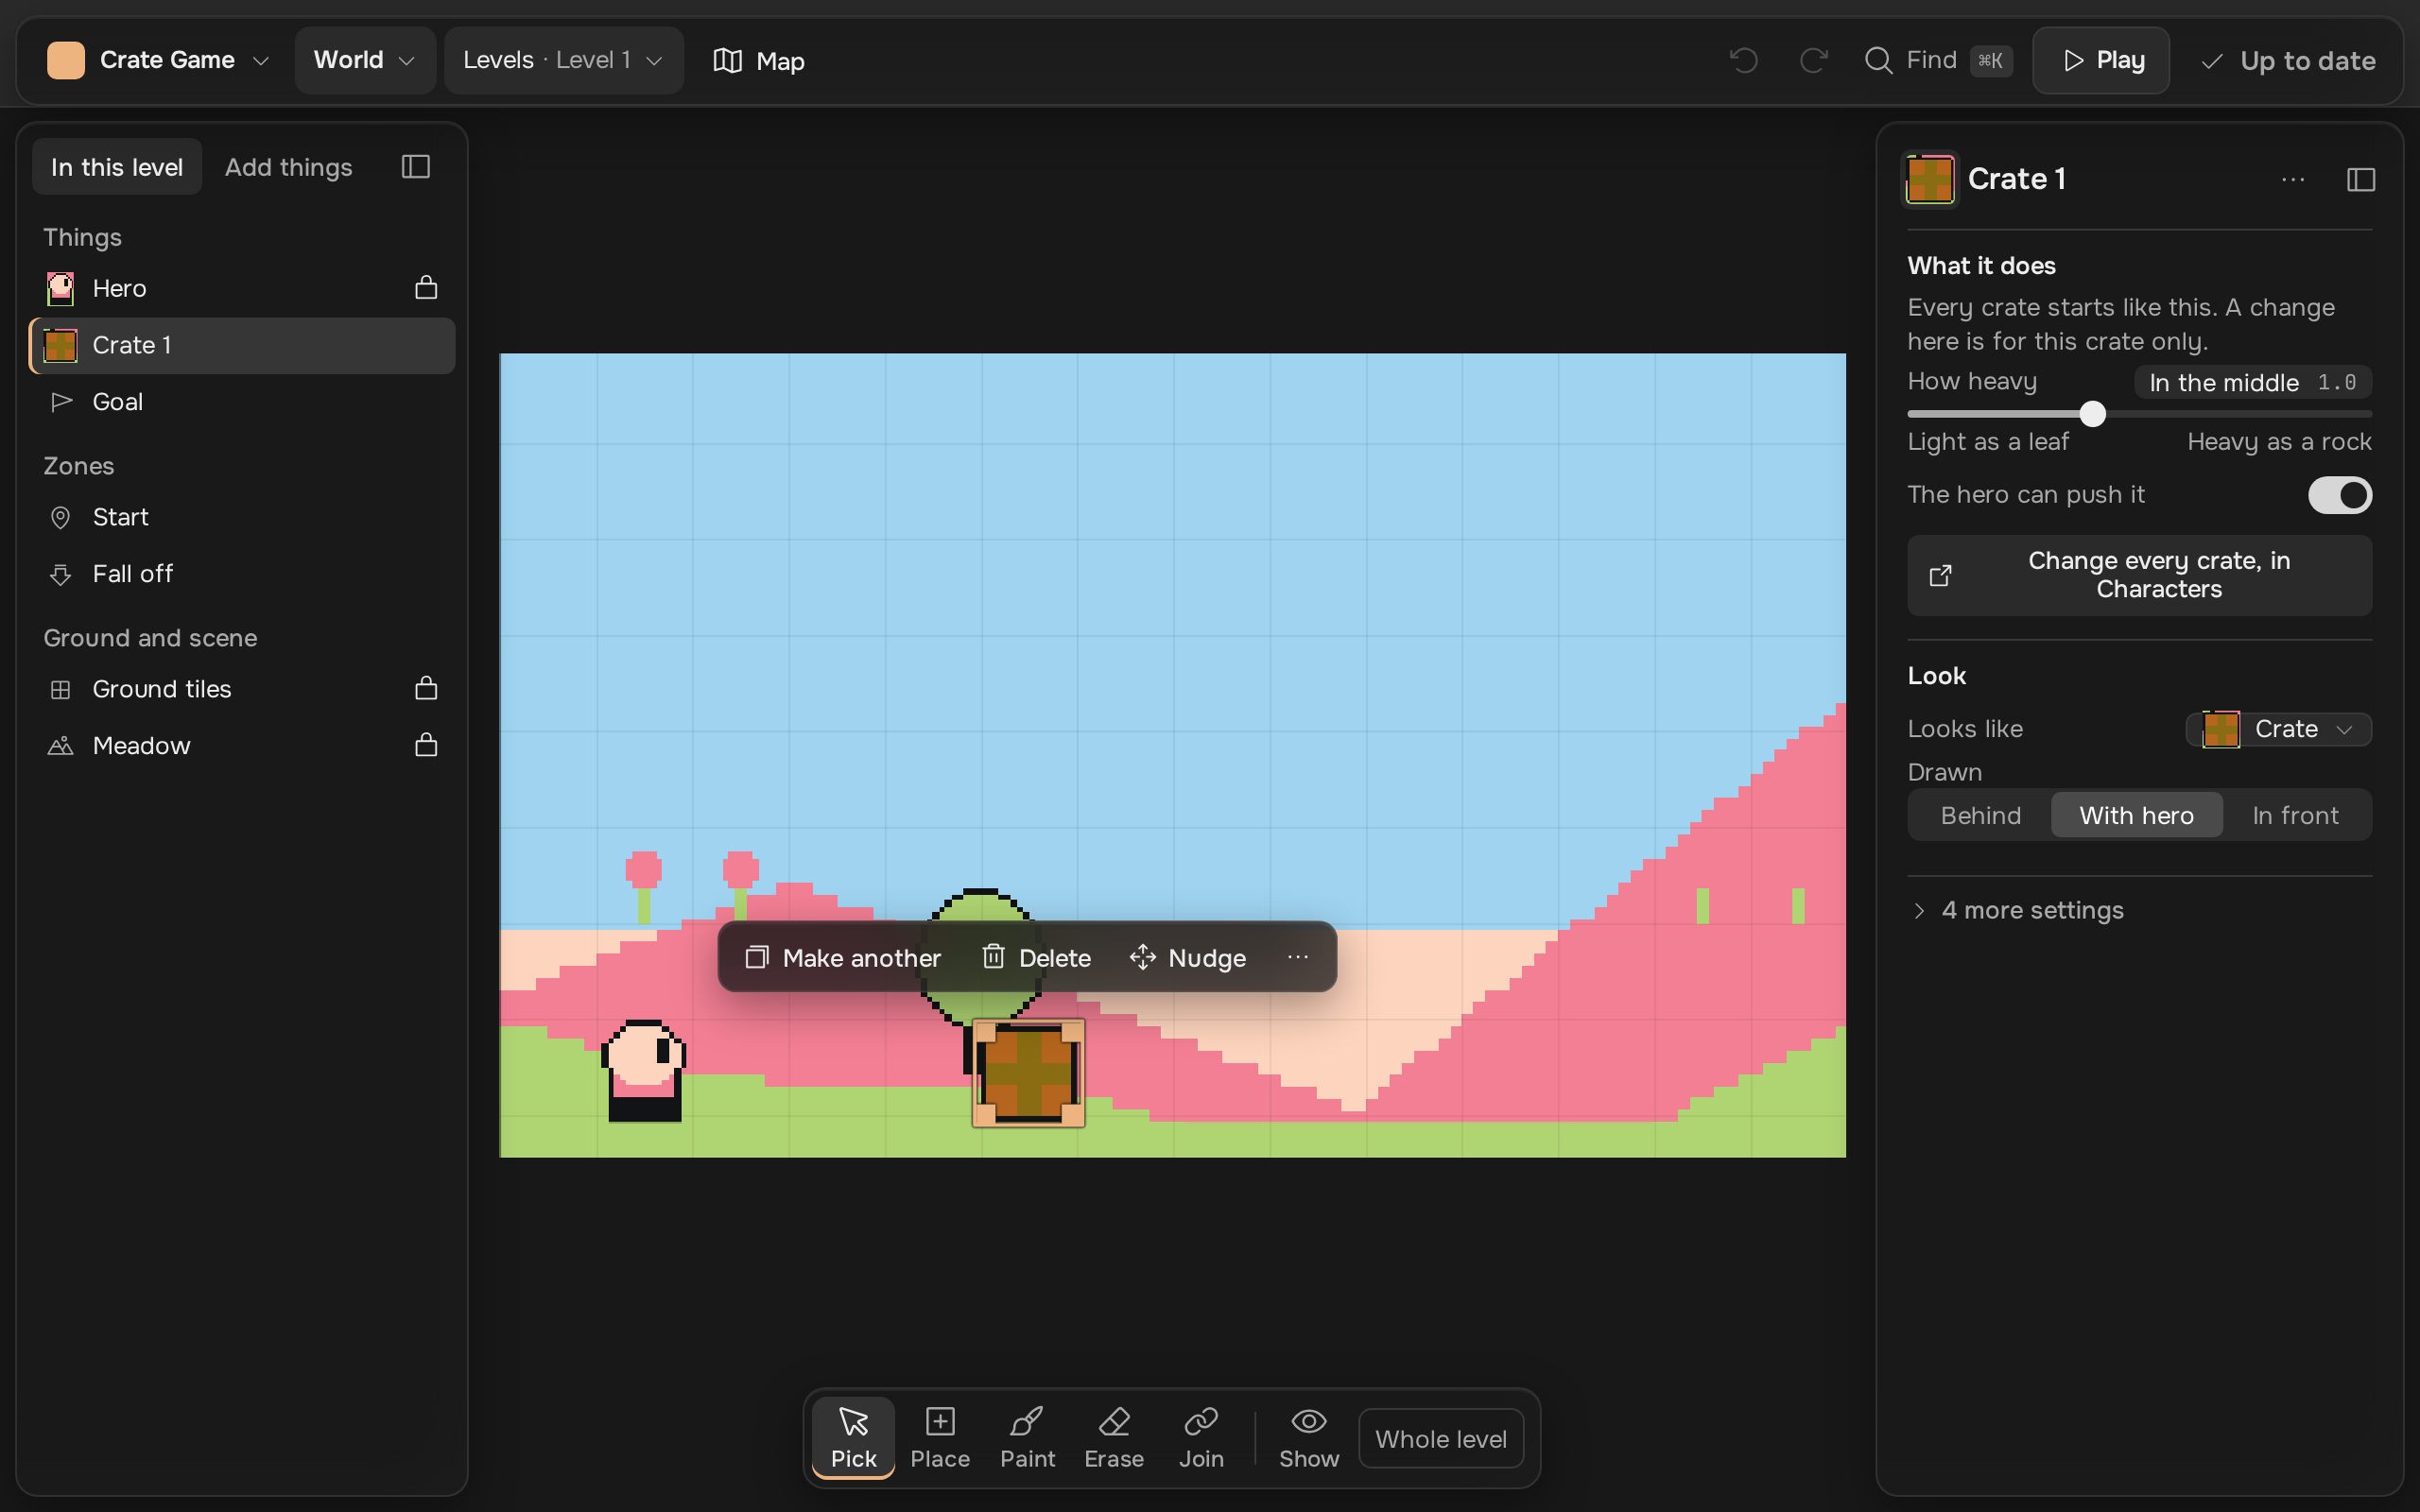 Crate Game
World
Levels · Level 1
Map
Find ⌘K
Play
Up to date
In this level
Add things
Things
Hero
Crate 1
Goal
Zones
Start
Fall off
Ground and scene
Ground tiles
Meadow
Make another
Delete
Nudge
Pick
Place
Paint
Erase
Join
Show
Whole level
Crate 1
What it does
Every crate starts like this. A change
here is for this crate only.
How heavy
In the middle 1.0
Light as a leaf
Heavy as a rock
The hero can push it
Change every crate, in
Characters
Look
Looks like
Crate
Drawn
Behind
With hero
In front
4 more settings